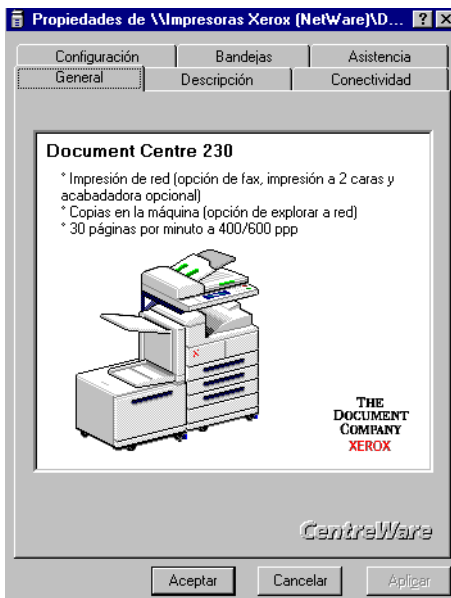 Propiedades de \\Impresoras Xerox (NetWare)\D...
Configuración Bandejas Asistencia
General Descripción Conectividad
Document Centre 230
* Impresión de red (opción de fax, impresión a 2 caras y
acabadadora opcional)
* Copias en la máquina (opción de explorar a red)
* 30 páginas por minuto a 400/600 ppp
THE
DOCUMENT
COMPANY
XEROX
CentreWare
Aceptar Cancelar Aplicar